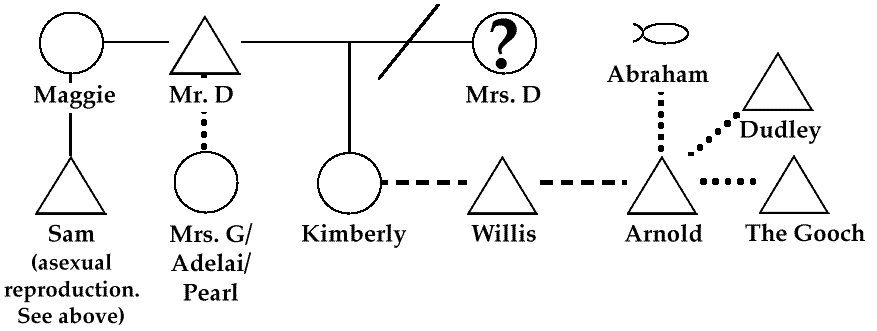 ?
Abraham
Maggie
Mr. D
Mrs. D
Dudley
Sam
(asexual
reproduction.
See above)
Mrs. G/
Adelai/
Pearl
Kimberly
Willis
Arnold
The Gooch